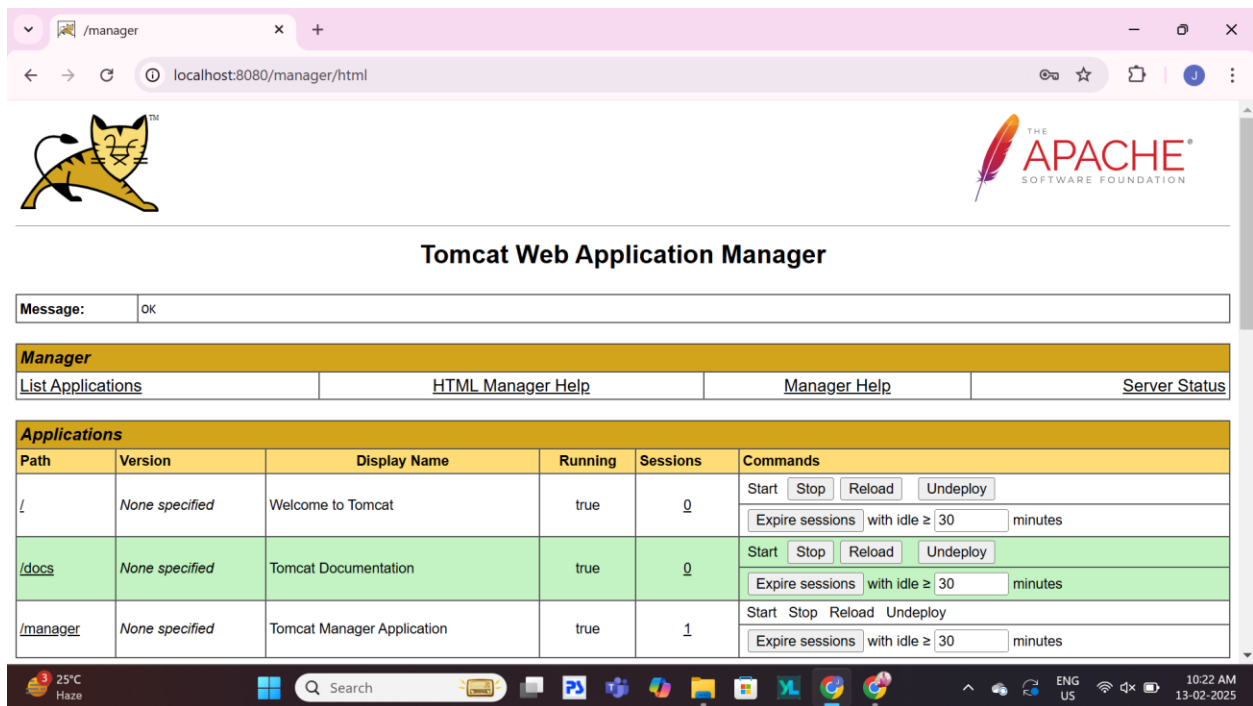 /manager
localhost:8080/manager/html
J
TM
THE
APACHE®
SOFTWARE FOUNDATION
Tomcat Web Application Manager
Message: OK
Manager
List Applications HTML Manager Help Manager Help Server Status
Applications
Path Version Display Name Running Sessions Commands
/ None specified Welcome to Tomcat true 0 Start Stop Reload Undeploy
Expire sessions with idle ≥ 30 minutes
/docs None specified Tomcat Documentation true 0 Start Stop Reload Undeploy
Expire sessions with idle ≥ 30 minutes
/manager None specified Tomcat Manager Application true 1 Start Stop Reload Undeploy
Expire sessions with idle ≥ 30 minutes
3 25°C
Haze
Search
PS
YL
ENG
US
10:22 AM
13-02-2025